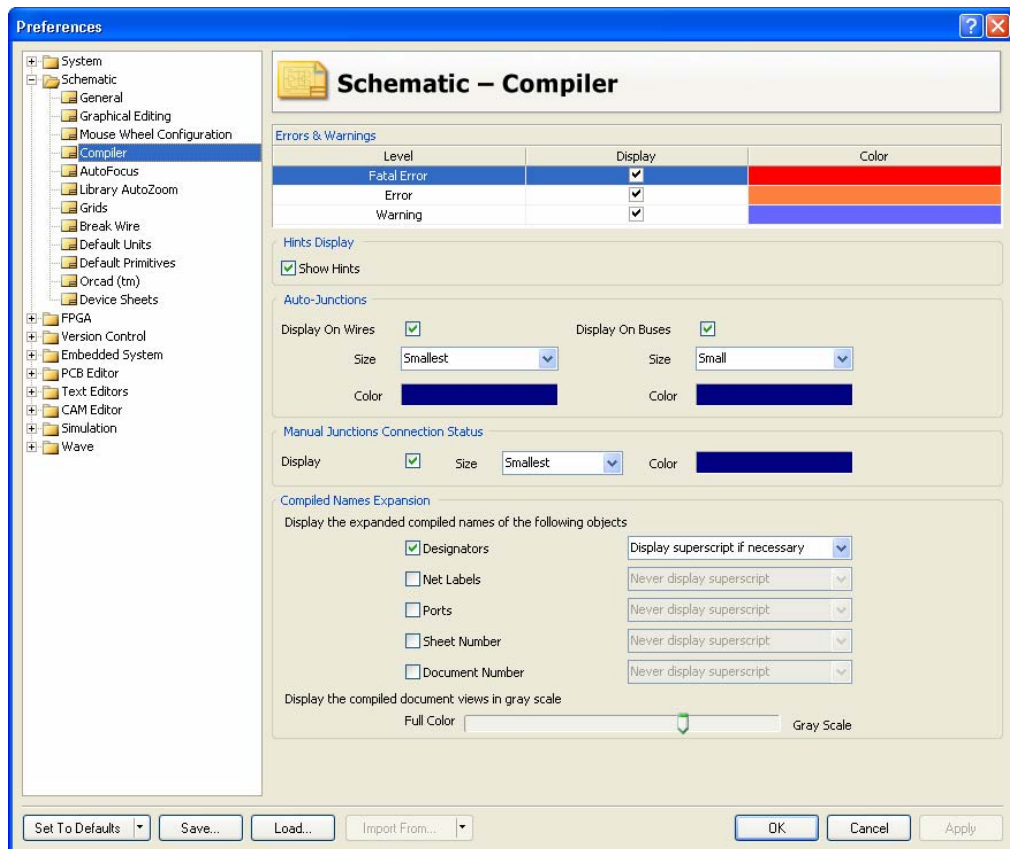 Preferences
System
Schematic
General
Graphical Editing
Mouse Wheel Configuration
Compiler
AutoFocus
Library AutoZoom
Grids
Break Wire
Default Units
Default Primitives
Orcad (tm)
Device Sheets
FPGA
Version Control
Embedded System
PCB Editor
Text Editors
CAM Editor
Simulation
Wave
Schematic – Compiler
Errors & Warnings
Level Display Color
Fatal Error
Error
Warning
Hints Display
Show Hints
Auto-Junctions
Display On Wires Display On Buses
Size Smallest Size Small
Color Color
Manual Junctions Connection Status
Display Size Smallest Color
Compiled Names Expansion
Display the expanded compiled names of the following objects
Designators Display superscript if necessary
Net Labels Never display superscript
Ports Never display superscript
Sheet Number Never display superscript
Document Number Never display superscript
Display the compiled document views in gray scale
Full Color Gray Scale
Set To Defaults Save... Load... Import From... OK Cancel Apply